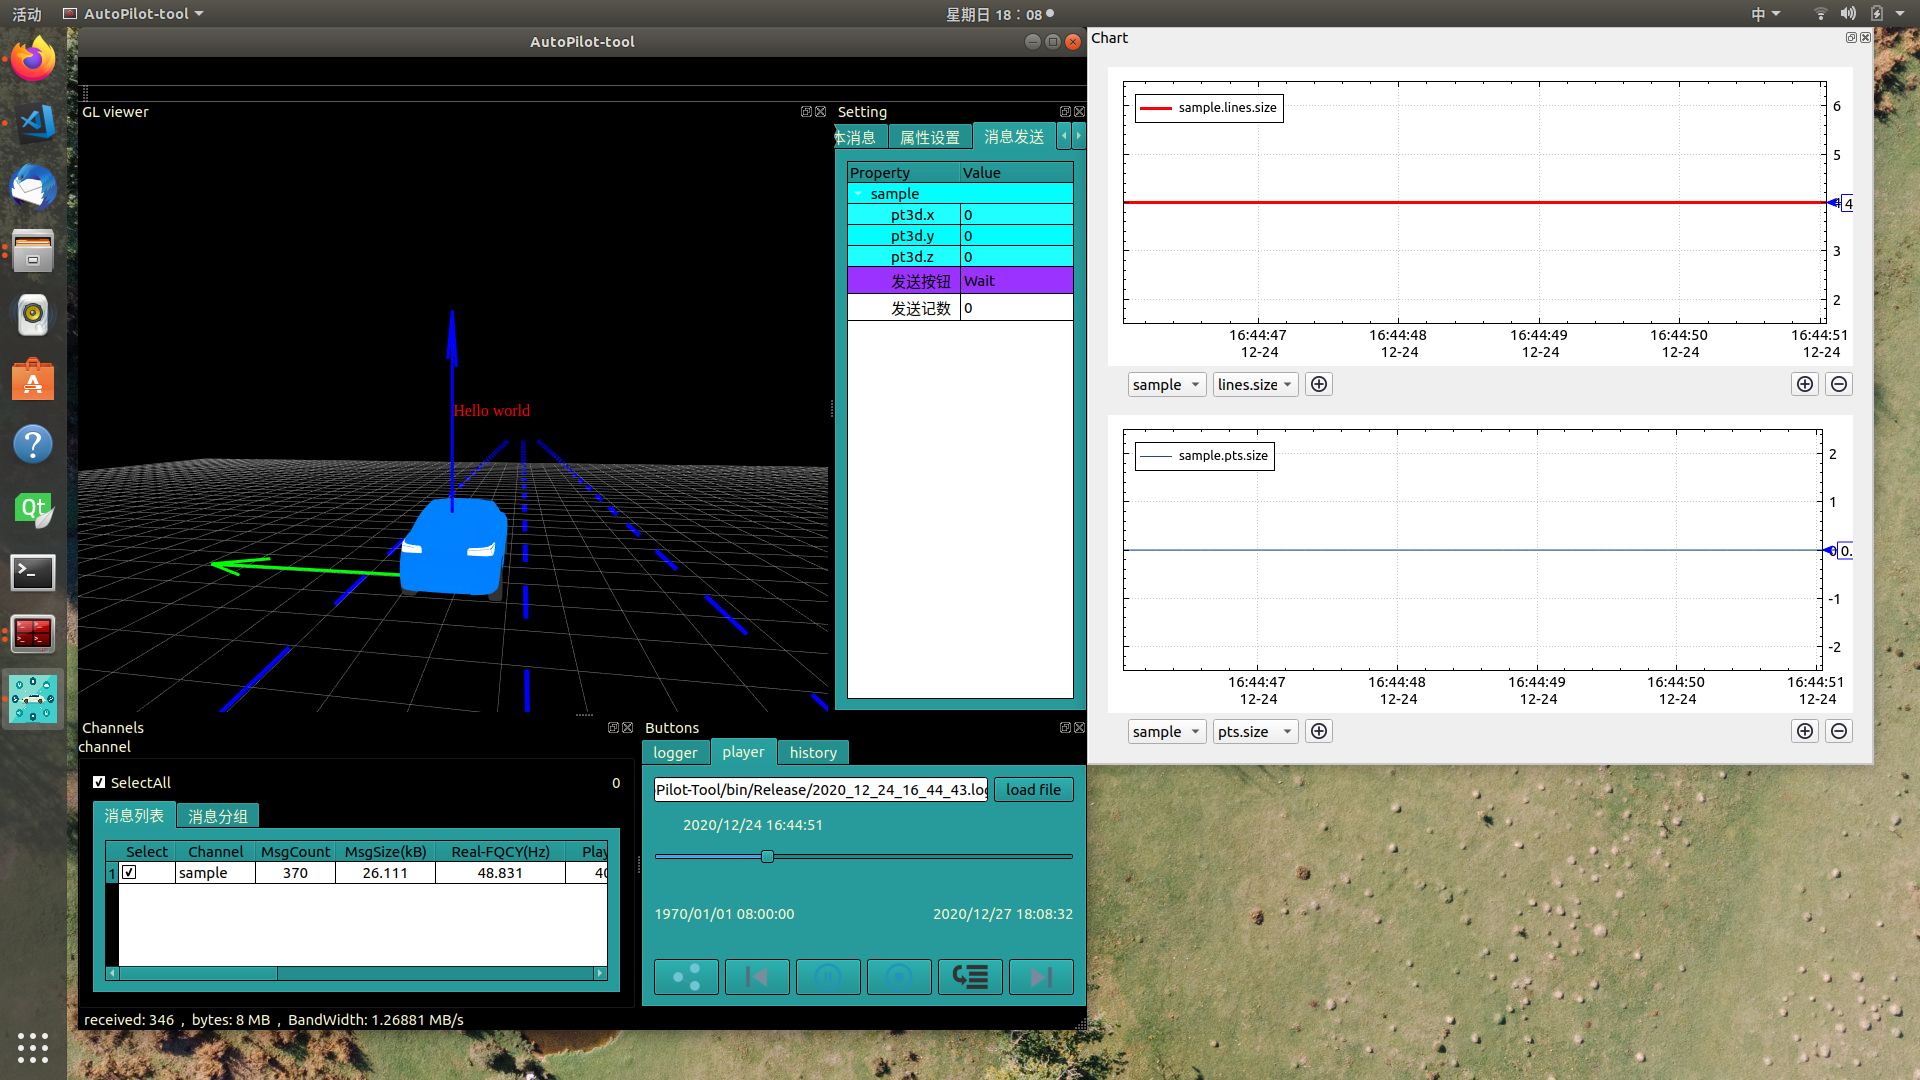 活动
AutoPilot-tool
星期日 18：08
中
AutoPilot-tool
GL viewer
Hello world
Setting
本消息
属性设置
消息发送
Property Value
sample
pt3d.x 0
pt3d.y 0
pt3d.z 0
发送按钮 Wait
发送记数 0
Channels
channel
SelectAll 0
消息列表
消息分组
Select Channel MsgCount MsgSize(kB) Real-FQCY(Hz) Play
1 sample 370 26.111 48.831 40
received: 346 , bytes: 8 MB , BandWidth: 1.26881 MB/s
Buttons
logger
player
history
Pilot-Tool/bin/Release/2020_12_24_16_44_43.log
load file
2020/12/24 16:44:51
1970/01/01 08:00:00
2020/12/27 18:08:32
Chart
sample.lines.size
6
5
4
3
2
16:44:47 16:44:48 16:44:49 16:44:50 16:44:51
12-24 12-24 12-24 12-24 12-24
sample
lines.size
sample.pts.size
2
1
0
0.
-1
-2
16:44:47 16:44:48 16:44:49 16:44:50 16:44:51
12-24 12-24 12-24 12-24 12-24
sample
pts.size
Qt